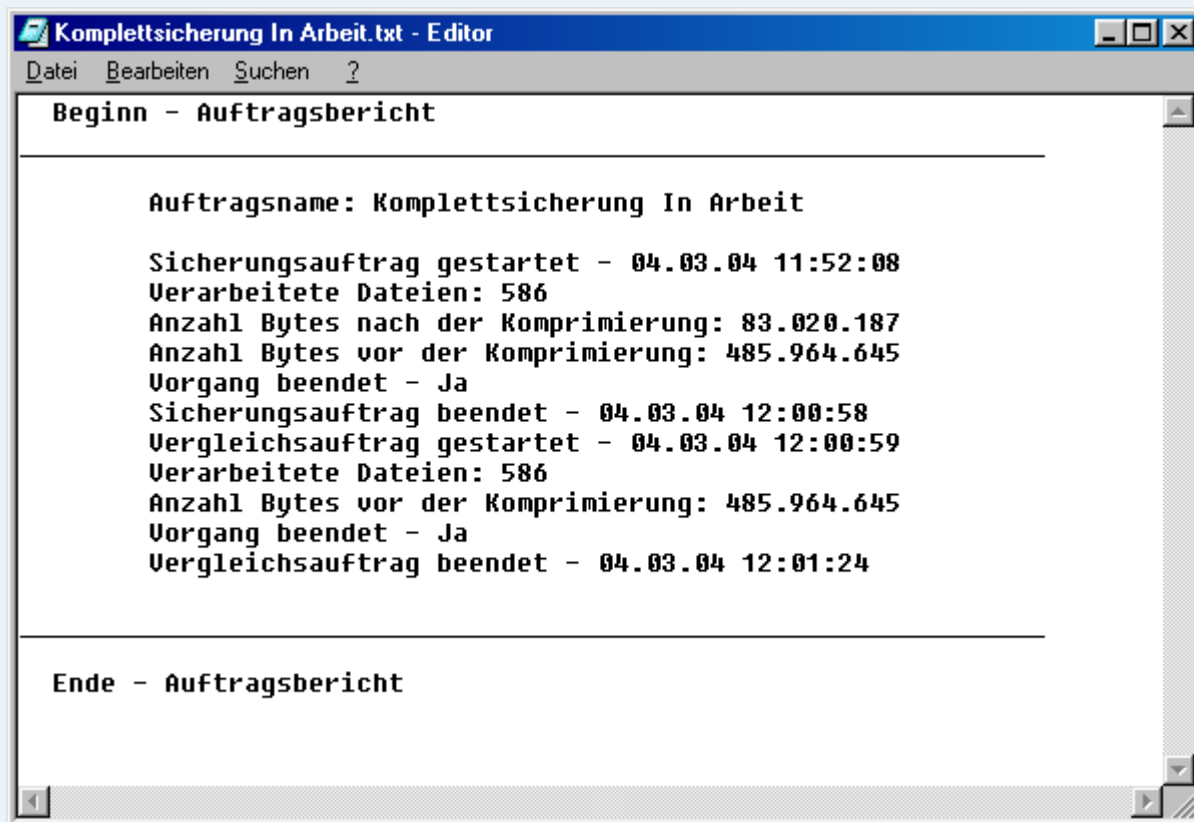 Komplettsicherung In Arbeit.txt - Editor
Datei Bearbeiten Suchen ?
Beginn - Auftragsbericht
Auftragsname: Komplettsicherung In Arbeit
Sicherungsauftrag gestartet - 04.03.04 11:52:08
Verarbeitete Dateien: 586
Anzahl Bytes nach der Komprimierung: 83.020.187
Anzahl Bytes vor der Komprimierung: 485.964.645
Vorgang beendet - Ja
Sicherungsauftrag beendet - 04.03.04 12:00:58
Vergleichsauftrag gestartet - 04.03.04 12:00:59
Verarbeitete Dateien: 586
Anzahl Bytes vor der Komprimierung: 485.964.645
Vorgang beendet - Ja
Vergleichsauftrag beendet - 04.03.04 12:01:24
Ende - Auftragsbericht